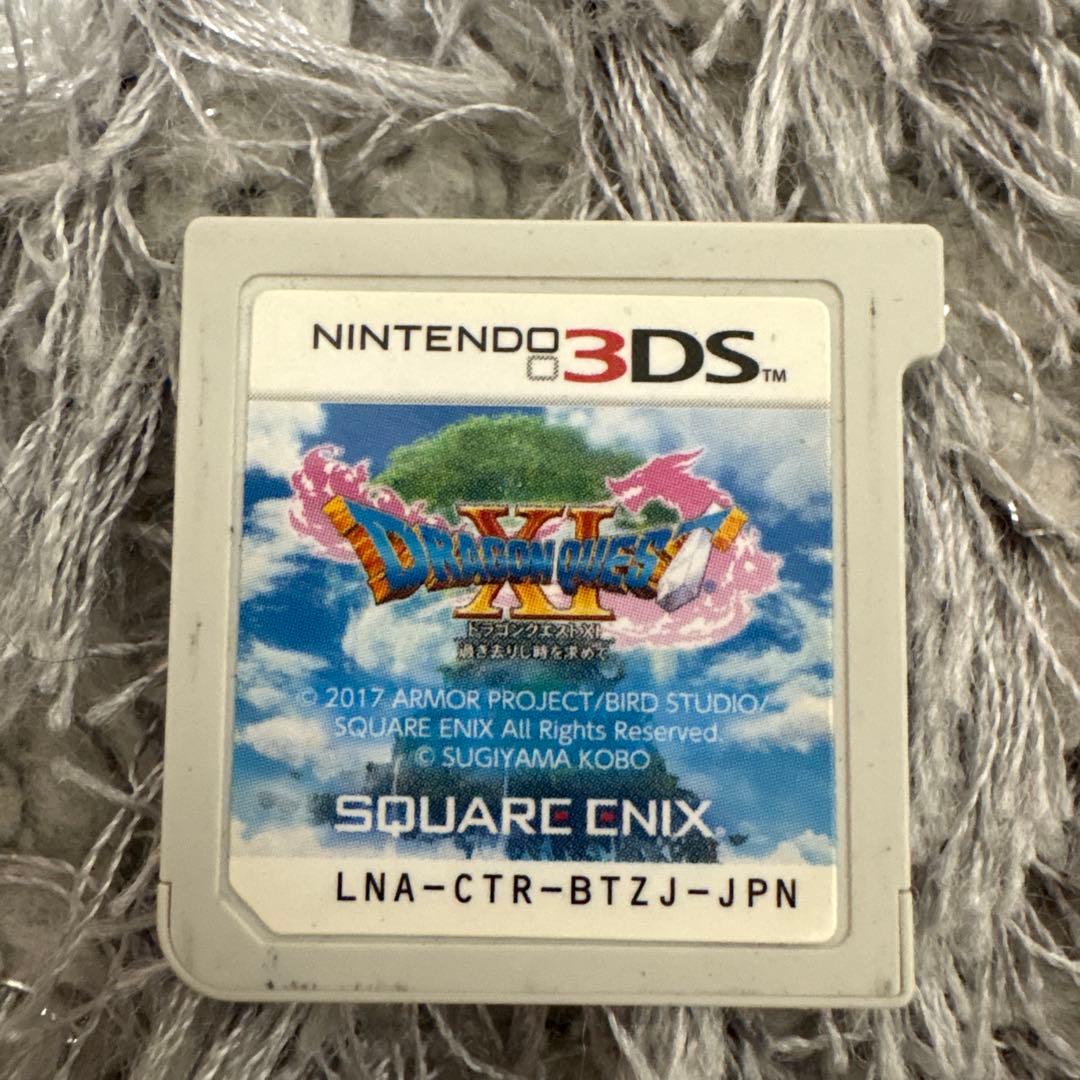 NINTENDO 3DS™
DRAGON QUEST
XI
ドラゴンクエストXI
過ぎ去りし時を求めて
© 2017 ARMOR PROJECT/BIRD STUDIO/
SQUARE ENIX All Rights Reserved.
© SUGIYAMA KOBO
SQUARE ENIX®
LNA-CTR-BTZJ-JPN